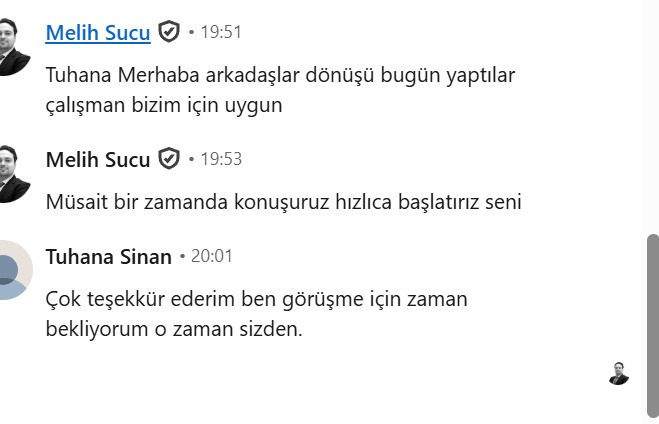 Melih Sucu • 19:51
Tuhana Merhaba arkadaşlar dönüşü bugün yaptılar
çalışman bizim için uygun
Melih Sucu • 19:53
Müsait bir zamanda konuşuruz hızlıca başlatırız seni
Tuhana Sinan • 20:01
Çok teşekkür ederim ben görüşme için zaman
bekliyorum o zaman sizden.